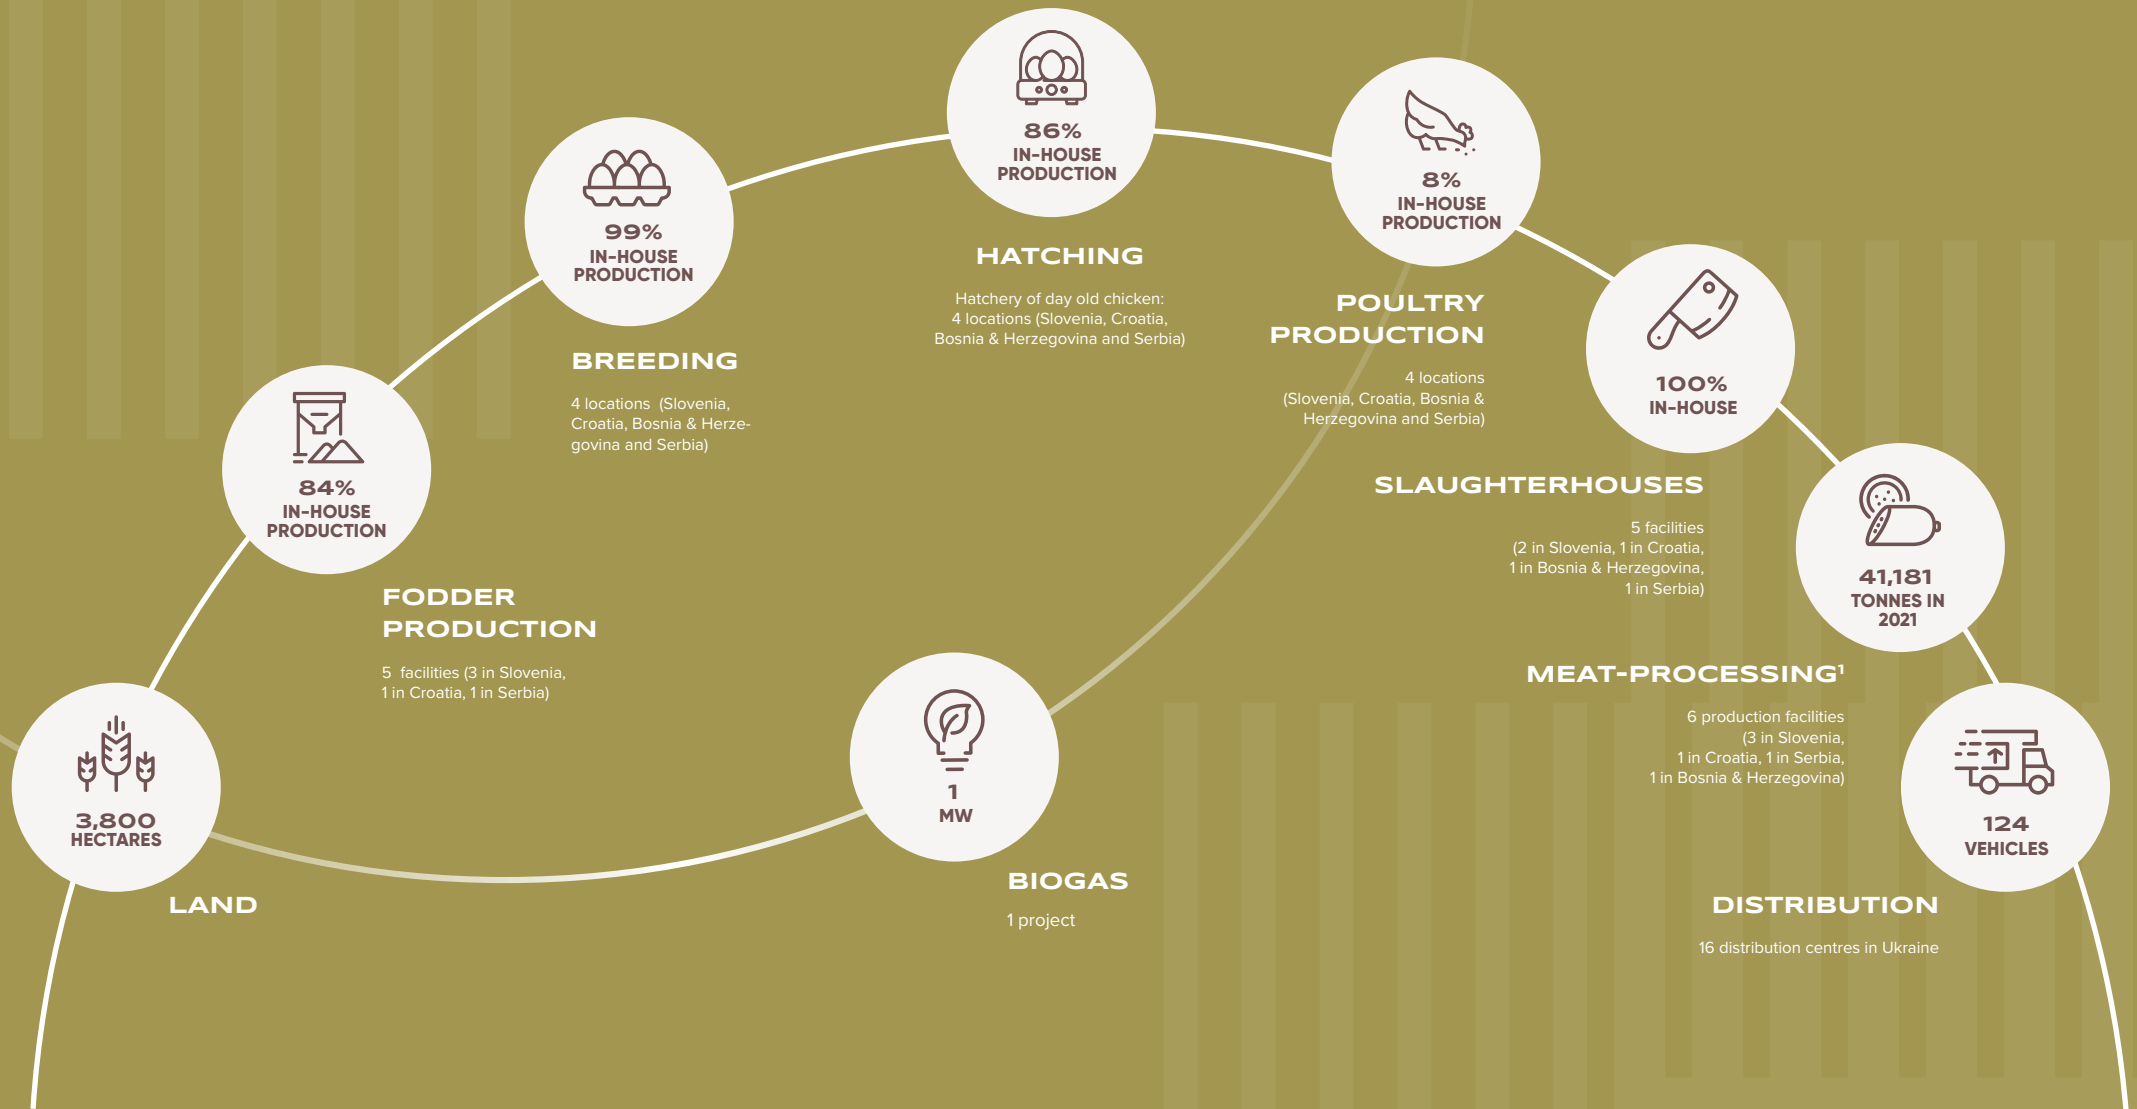 3,800
HECTARES
LAND
84%
IN-HOUSE
PRODUCTION
FODDER
PRODUCTION
5  facilities (3 in Slovenia,
1 in Croatia, 1 in Serbia)
99%
IN-HOUSE
PRODUCTION
BREEDING
4 locations  (Slovenia,
Croatia, Bosnia & Herze-
govina and Serbia)
86%
IN-HOUSE
PRODUCTION
HATCHING
Hatchery of day old chicken:
4 locations (Slovenia, Croatia,
Bosnia & Herzegovina and Serbia)
8%
IN-HOUSE
PRODUCTION
POULTRY
PRODUCTION
4 locations
(Slovenia, Croatia, Bosnia &
Herzegovina and Serbia)
100%
IN-HOUSE
SLAUGHTERHOUSES
5 facilities
(2 in Slovenia, 1 in Croatia,
1 in Bosnia & Herzegovina,
1 in Serbia)
41,181
TONNES IN
2021
MEAT-PROCESSING¹
6 production facilities
(3 in Slovenia,
1 in Croatia, 1 in Serbia,
1 in Bosnia & Herzegovina)
124
VEHICLES
DISTRIBUTION
16 distribution centres in Ukraine
1
MW
BIOGAS
1 project